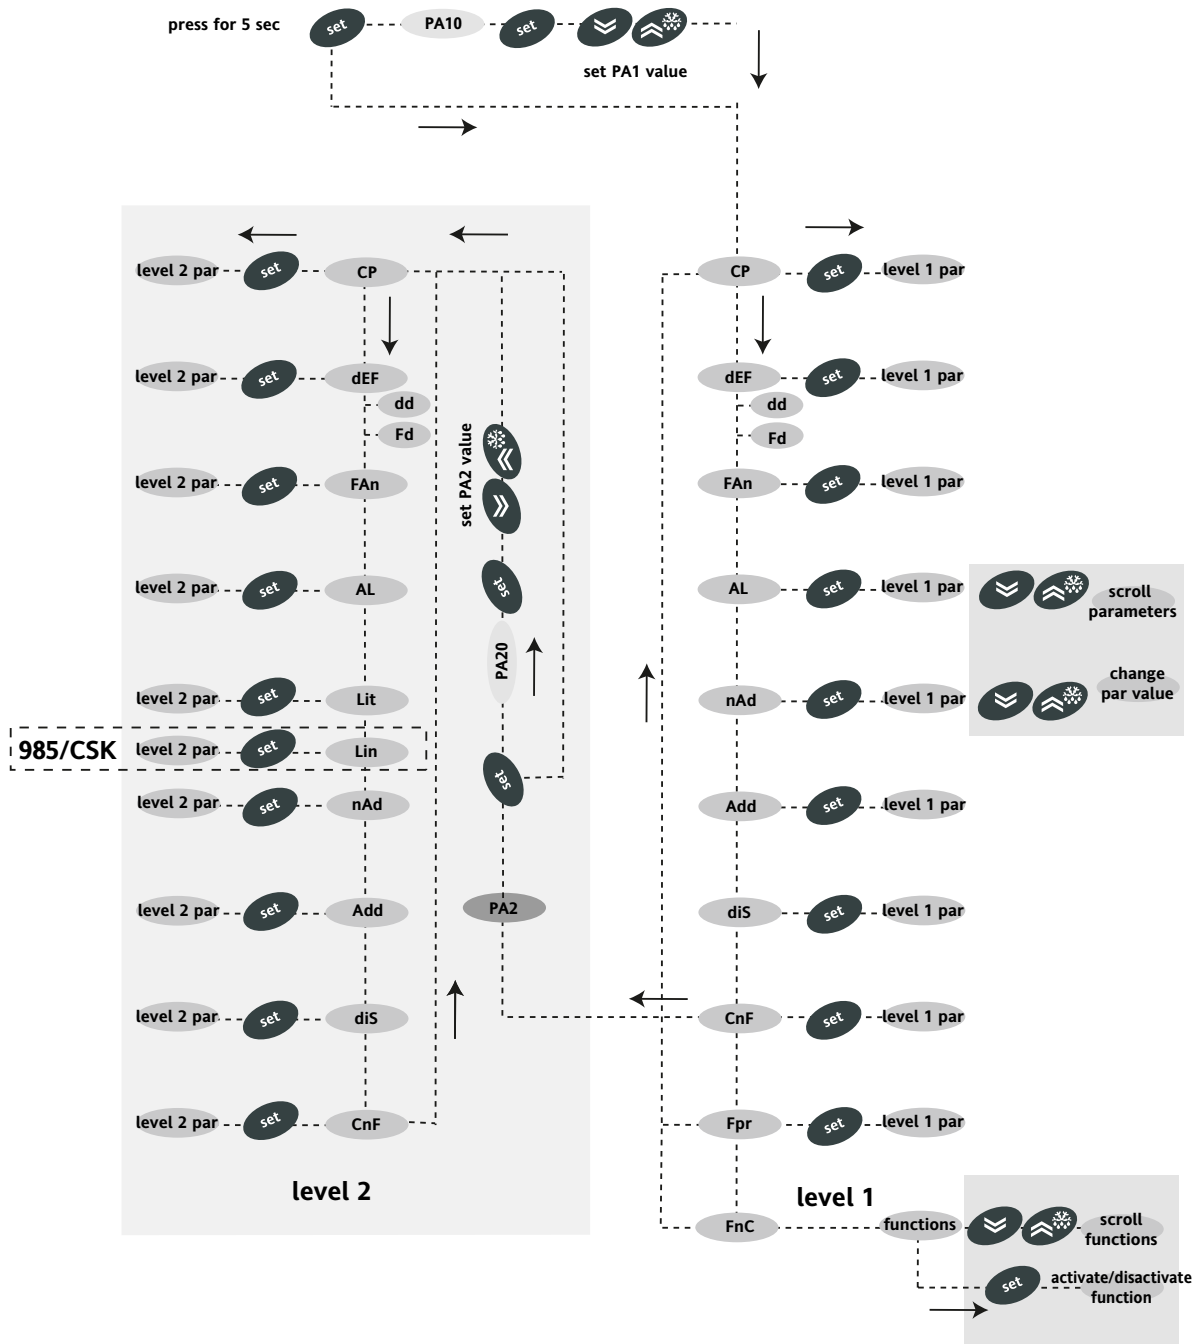 press for 5 sec set PA10 set
set PA1 value
level 2 par set CP
level 2 par set dEF
dd
Fd
level 2 par set FAn
level 2 par set AL
level 2 par set Lit
985/CSK level 2 par set Lin
level 2 par set nAd
level 2 par set Add
level 2 par set diS
level 2 par set CnF
level 2
set PA2 value
set
PA20
set
PA2
CP set level 1 par
dEF set level 1 par
dd
Fd
FAn set level 1 par
AL set level 1 par
nAd set level 1 par
Add set level 1 par
diS set level 1 par
CnF set level 1 par
Fpr set level 1 par
level 1
FnC functions
scroll
parameters
change
par value
scroll
functions
set activate/disactivate
function